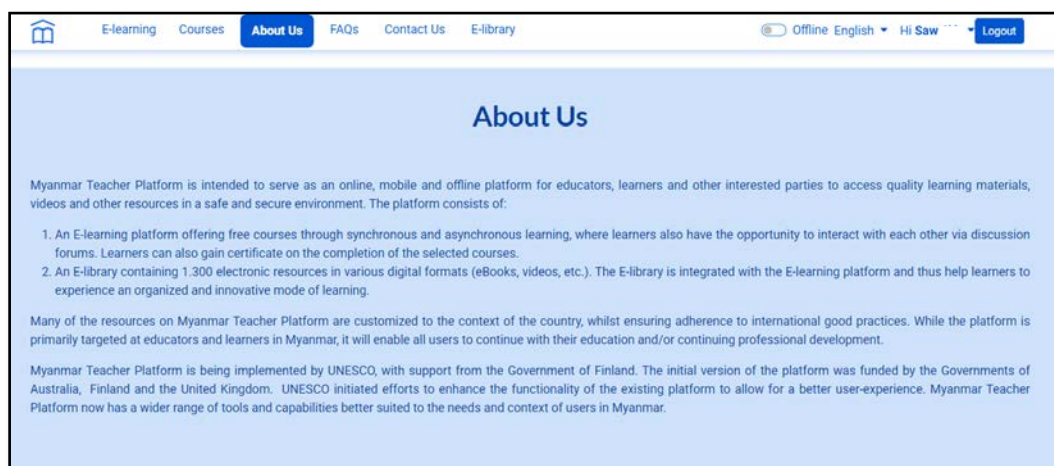 E-learning Courses About Us FAQs Contact Us E-library Offline English Hi Saw Logout
About Us
Myanmar Teacher Platform is intended to serve as an online, mobile and offline platform for educators, learners and other interested parties to access quality learning materials,
videos and other resources in a safe and secure environment. The platform consists of:
1. An E-learning platform offering free courses through synchronous and asynchronous learning, where learners also have the opportunity to interact with each other via discussion
forums. Learners can also gain certificate on the completion of the selected courses.
2. An E-library containing 1.300 electronic resources in various digital formats (eBooks, videos, etc.). The E-library is integrated with the E-learning platform and thus help learners to
experience an organized and innovative mode of learning.
Many of the resources on Myanmar Teacher Platform are customized to the context of the country, whilst ensuring adherence to international good practices. While the platform is
primarily targeted at educators and learners in Myanmar, it will enable all users to continue with their education and/or continuing professional development.
Myanmar Teacher Platform is being implemented by UNESCO, with support from the Government of Finland. The initial version of the platform was funded by the Governments of
Australia, Finland and the United Kingdom. UNESCO initiated efforts to enhance the functionality of the existing platform to allow for a better user-experience. Myanmar Teacher
Platform now has a wider range of tools and capabilities better suited to the needs and context of users in Myanmar.